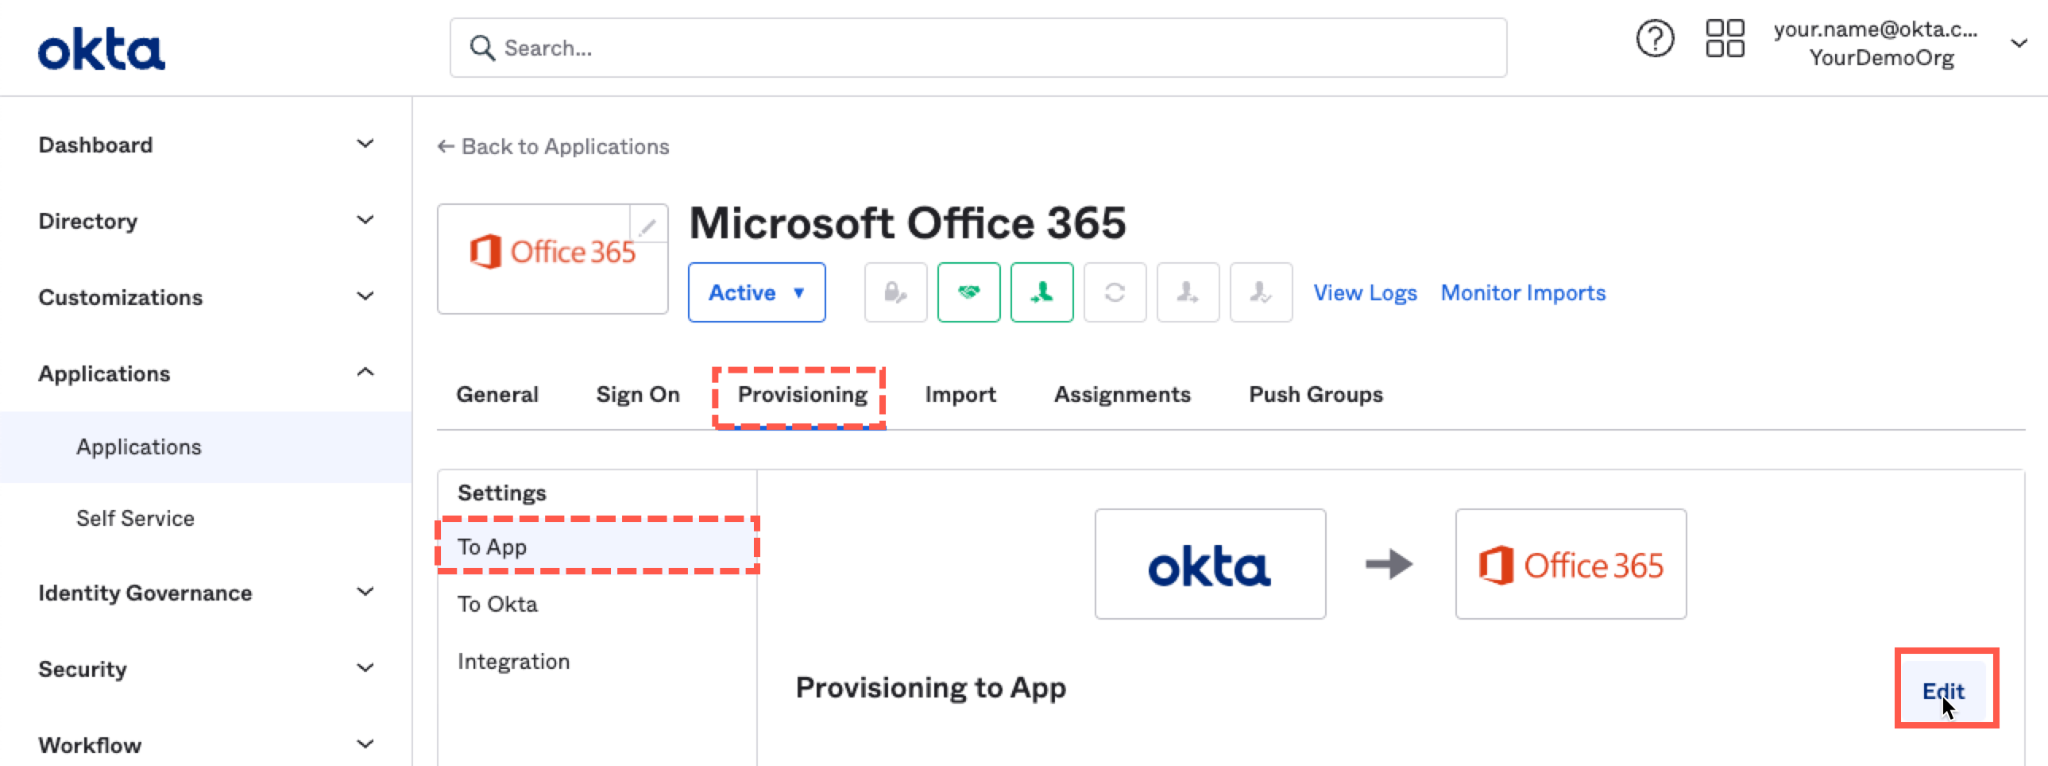 okta
Search...
your.name@okta.c...
YourDemoOrg
Dashboard
Directory
Customizations
Applications
Applications
Self Service
Identity Governance
Security
Workflow
← Back to Applications
Office 365
Microsoft Office 365
Active ▼
View Logs
Monitor Imports
General
Sign On
Provisioning
Import
Assignments
Push Groups
Settings
To App
To Okta
Integration
okta
Office 365
Provisioning to App
Edit